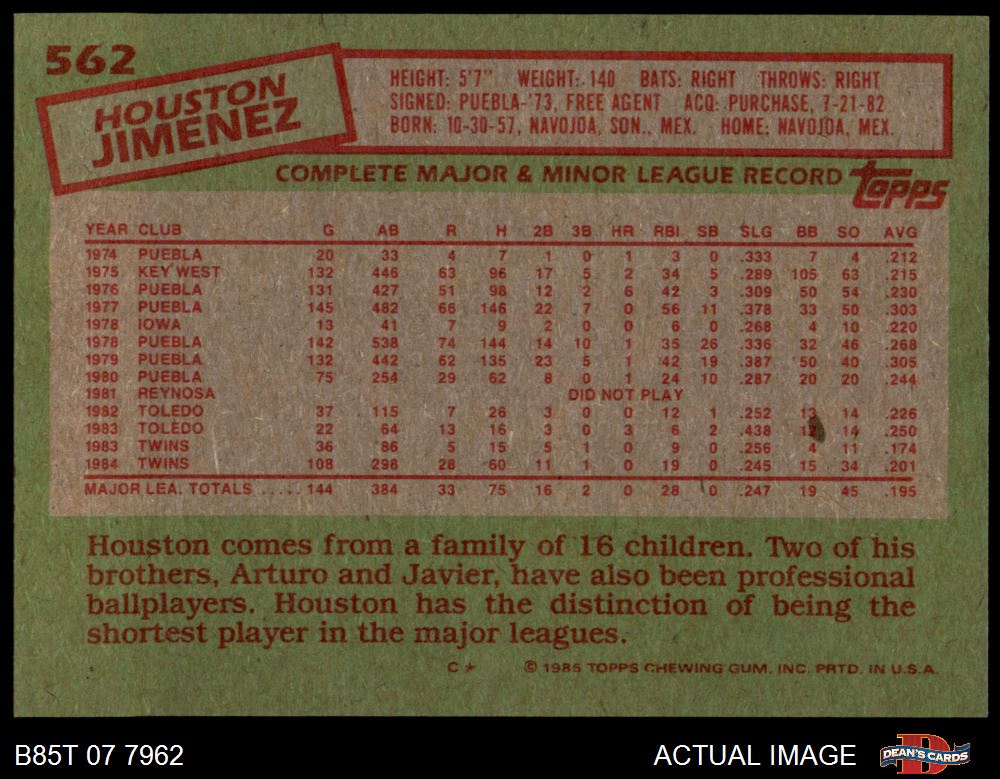 562
HOUSTON
JIMENEZ
HEIGHT: 5'7" WEIGHT: 140 BATS: RIGHT THROWS: RIGHT
SIGNED: PUEBLA-'73, FREE AGENT ACQ: PURCHASE, 7-21-82
BORN: 10-30-57, NAVOJOA, SON., MEX. HOME: NAVOJOA, MEX.
COMPLETE MAJOR & MINOR LEAGUE RECORD topps
YEAR CLUB G AB R H 2B 3B HR RBI SB SLG BB SO AVG
1974 PUEBLA 20 33 4 7 1 0 1 3 0 .333 7 4 .212
1975 KEY WEST 132 446 63 96 17 5 2 34 5 .289 105 63 .215
1976 PUEBLA 131 427 51 98 12 2 6 42 3 .309 50 54 .230
1977 PUEBLA 145 482 66 146 22 7 0 56 11 .378 33 50 .303
1978 IOWA 13 41 7 9 2 0 0 6 0 .268 4 10 .220
1978 PUEBLA 142 538 74 144 14 10 1 35 26 .336 32 46 .268
1979 PUEBLA 132 442 62 135 23 5 1 42 19 .387 50 40 .305
1980 PUEBLA 75 254 29 62 8 0 1 24 10 .287 20 20 .244
1981 REYNOSA DID NOT PLAY
1982 TOLEDO 37 115 7 26 3 0 0 12 1 .252 13 14 .226
1983 TOLEDO 22 64 13 16 3 0 3 6 2 .438 12 14 .250
1983 TWINS 36 86 5 15 5 1 0 9 0 .256 4 11 .174
1984 TWINS 108 298 28 60 11 1 0 19 0 .245 15 34 .201
MAJOR LEA. TOTALS ..... 144 384 33 75 16 2 0 28 0 .247 19 45 .195
Houston comes from a family of 16 children. Two of his
brothers, Arturo and Javier, have also been professional
ballplayers. Houston has the distinction of being the
shortest player in the major leagues.
C * © 1985 TOPPS CHEWING GUM, INC. PRTD. IN U.S.A.
B85T 07 7962 ACTUAL IMAGE D DEAN'S CARDS